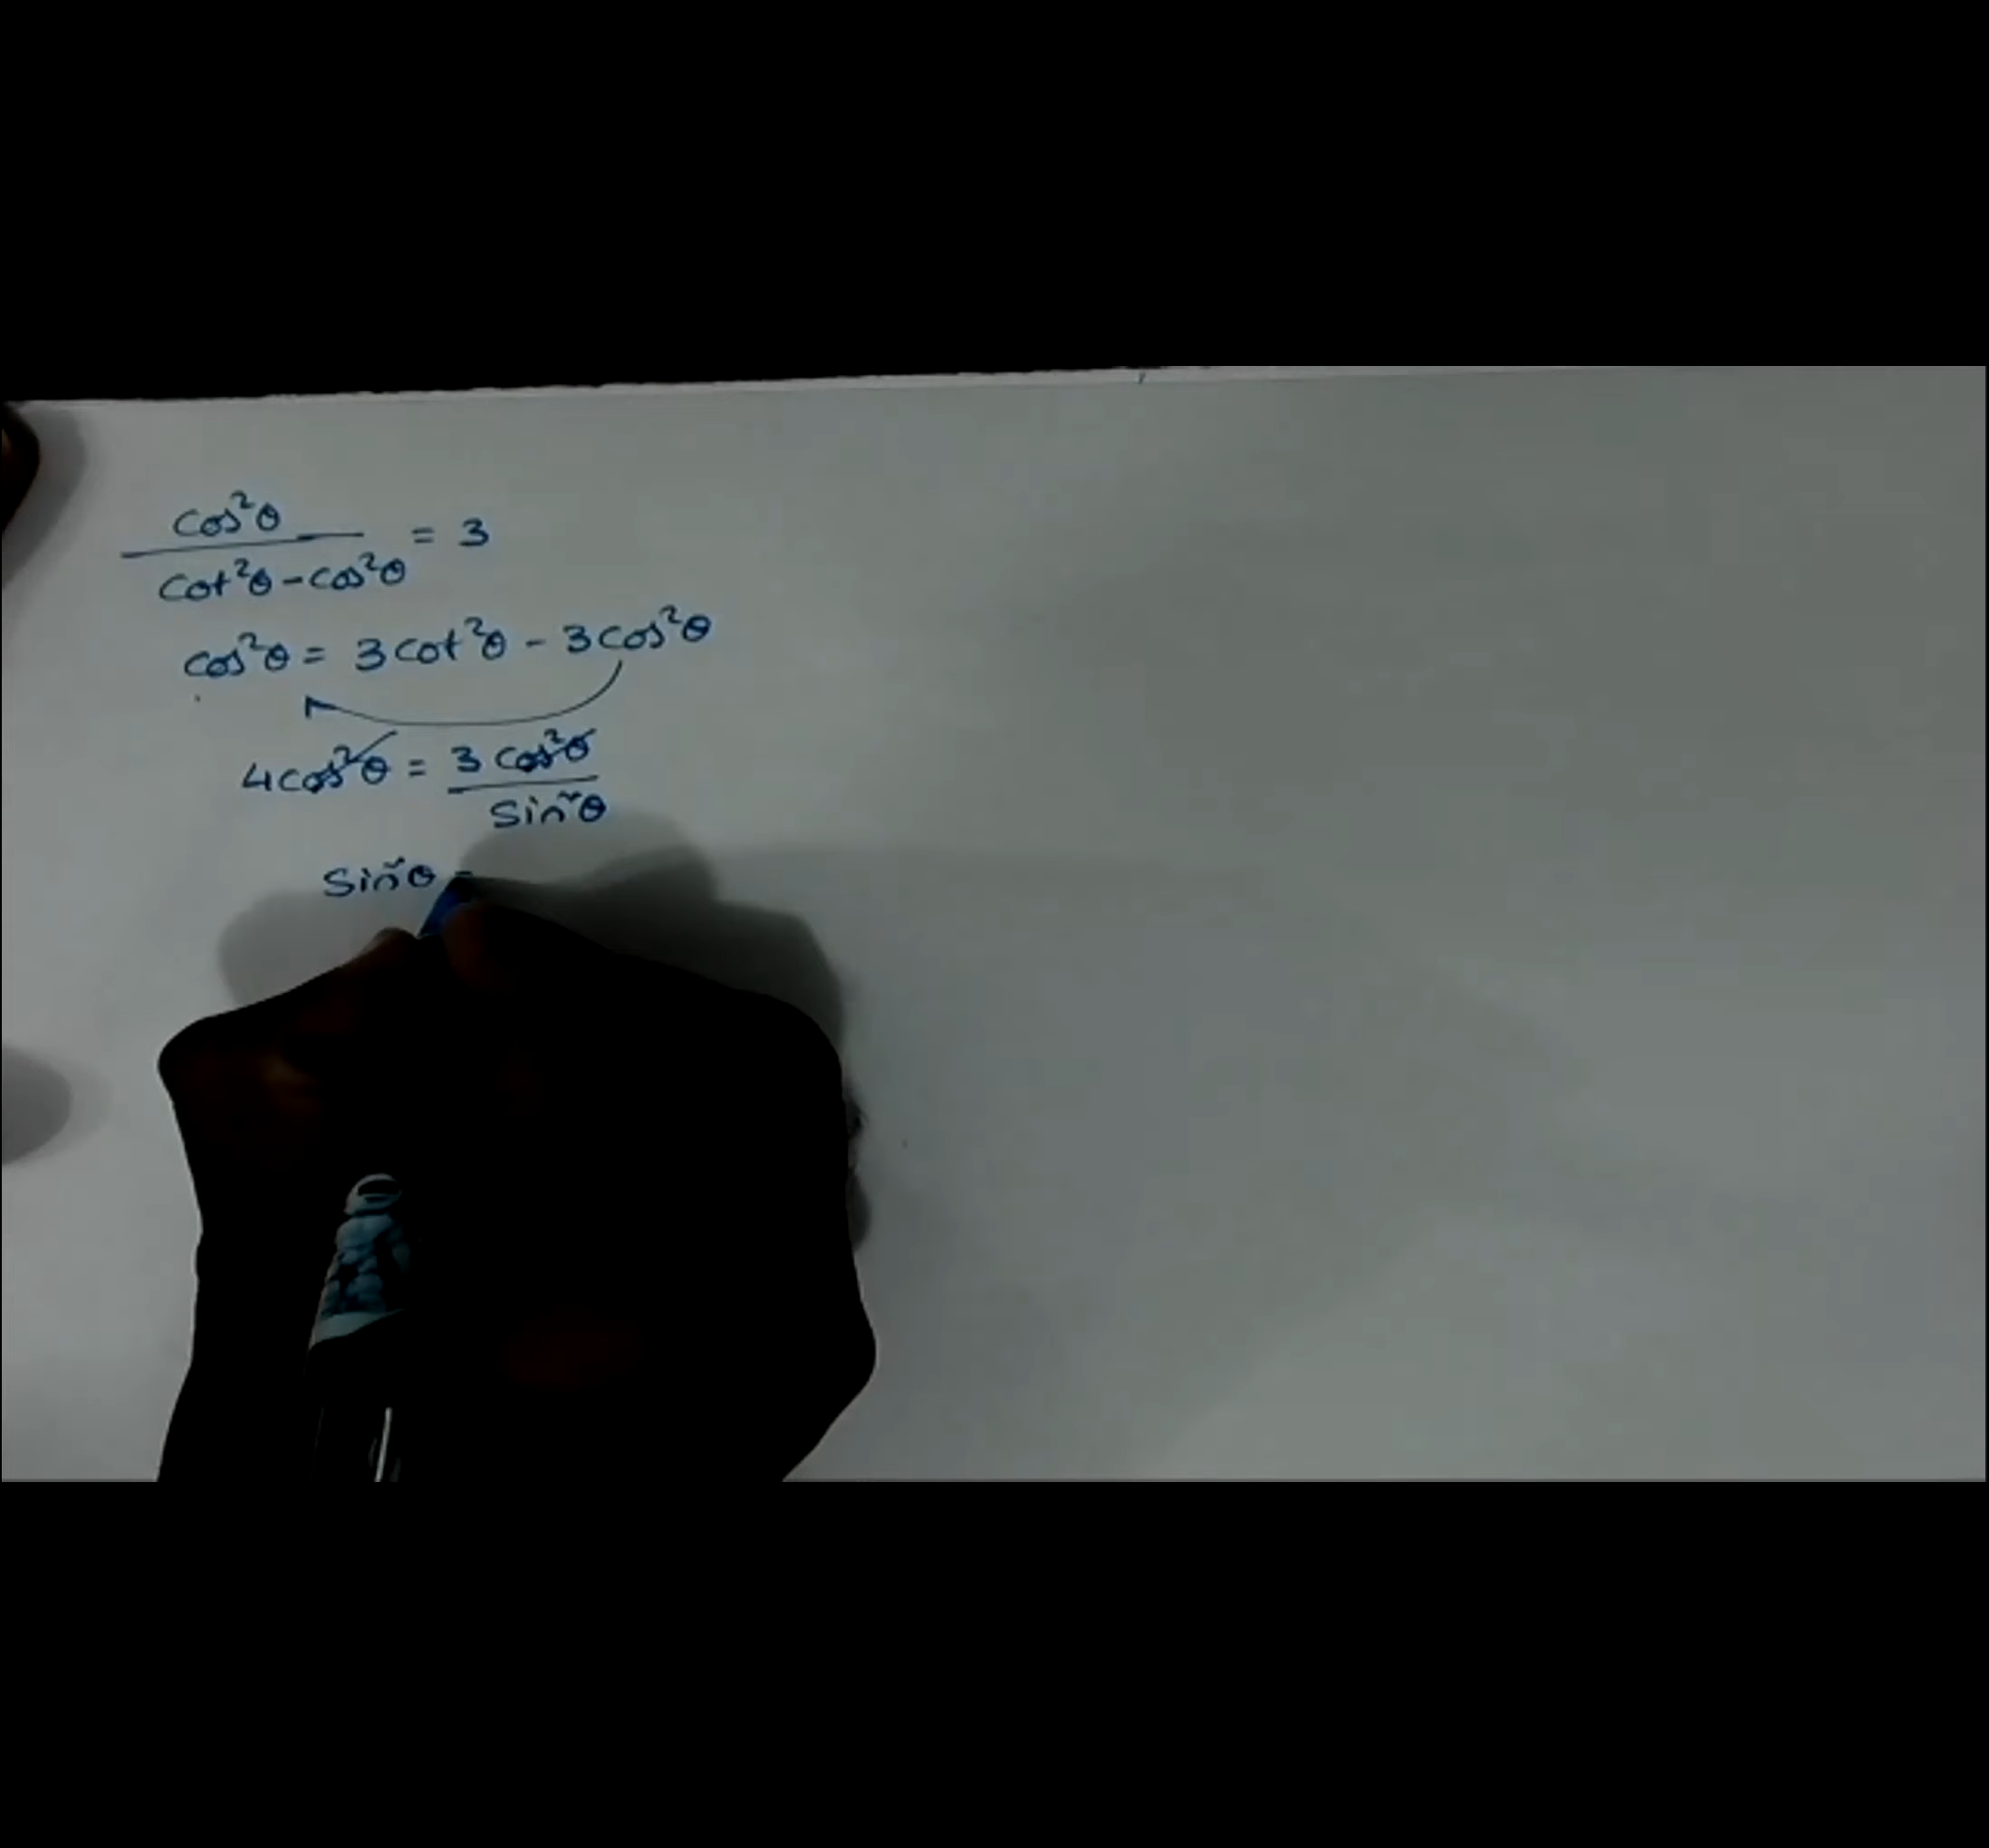 cos²θ / cot²θ - cos²θ = 3
cos²θ = 3cot²θ - 3cos²θ
4cos²θ = 3cos²θ / sin²θ
Sin²θ =